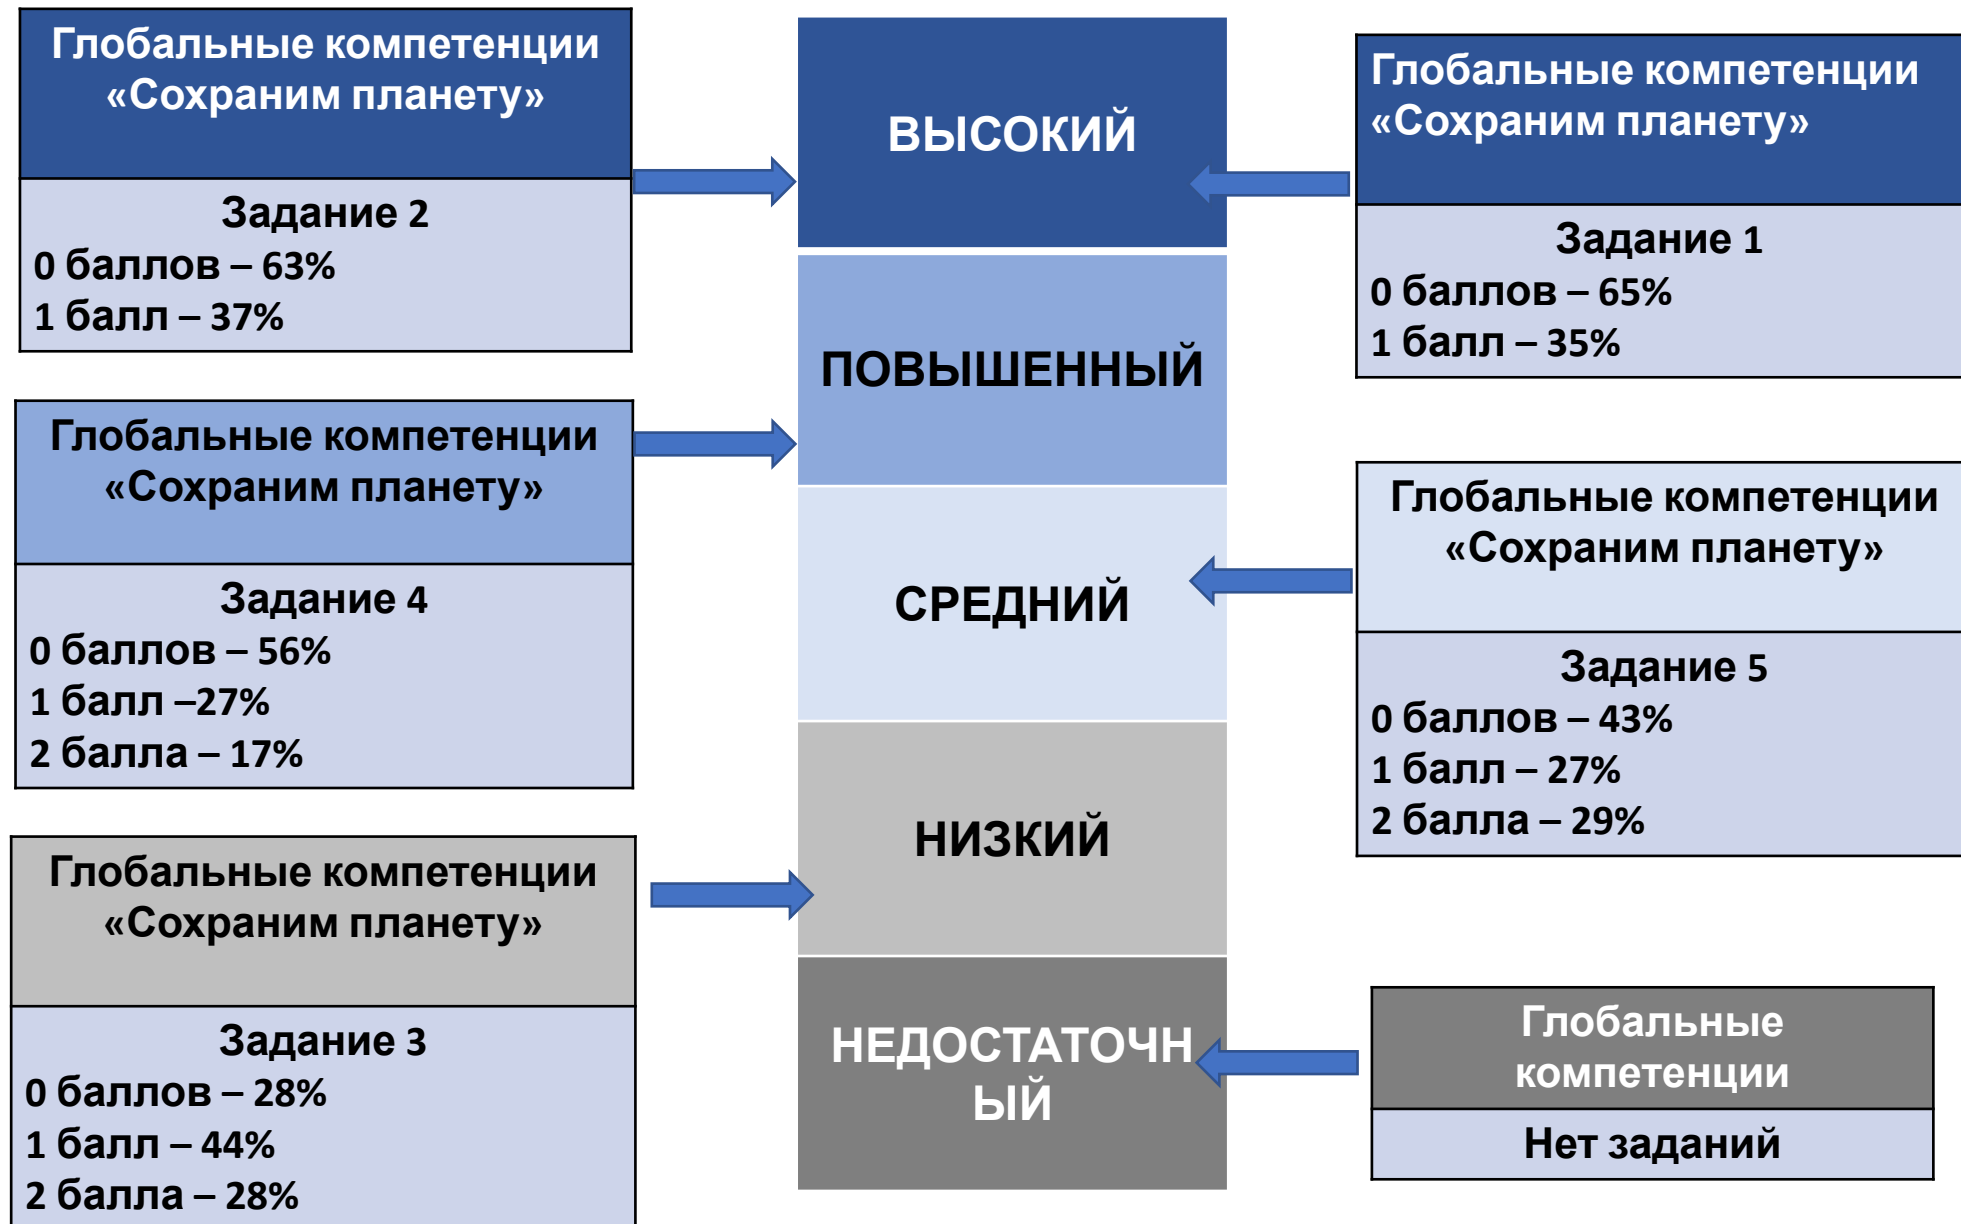 Глобальные компетенции
«Сохраним планету»
Задание 2
0 баллов – 63%
1 балл – 37%
Глобальные компетенции
«Сохраним планету»
Задание 4
0 баллов – 56%
1 балл –27%
2 балла – 17%
Глобальные компетенции
«Сохраним планету»
Задание 3
0 баллов – 28%
1 балл – 44%
2 балла – 28%
ВЫСОКИЙ
ПОВЫШЕННЫЙ
СРЕДНИЙ
НИЗКИЙ
НЕДОСТАТОЧН
ЫЙ
Глобальные компетенции
«Сохраним планету»
Задание 1
0 баллов – 65%
1 балл – 35%
Глобальные компетенции
«Сохраним планету»
Задание 5
0 баллов – 43%
1 балл – 27%
2 балла – 29%
Глобальные
компетенции
Нет заданий